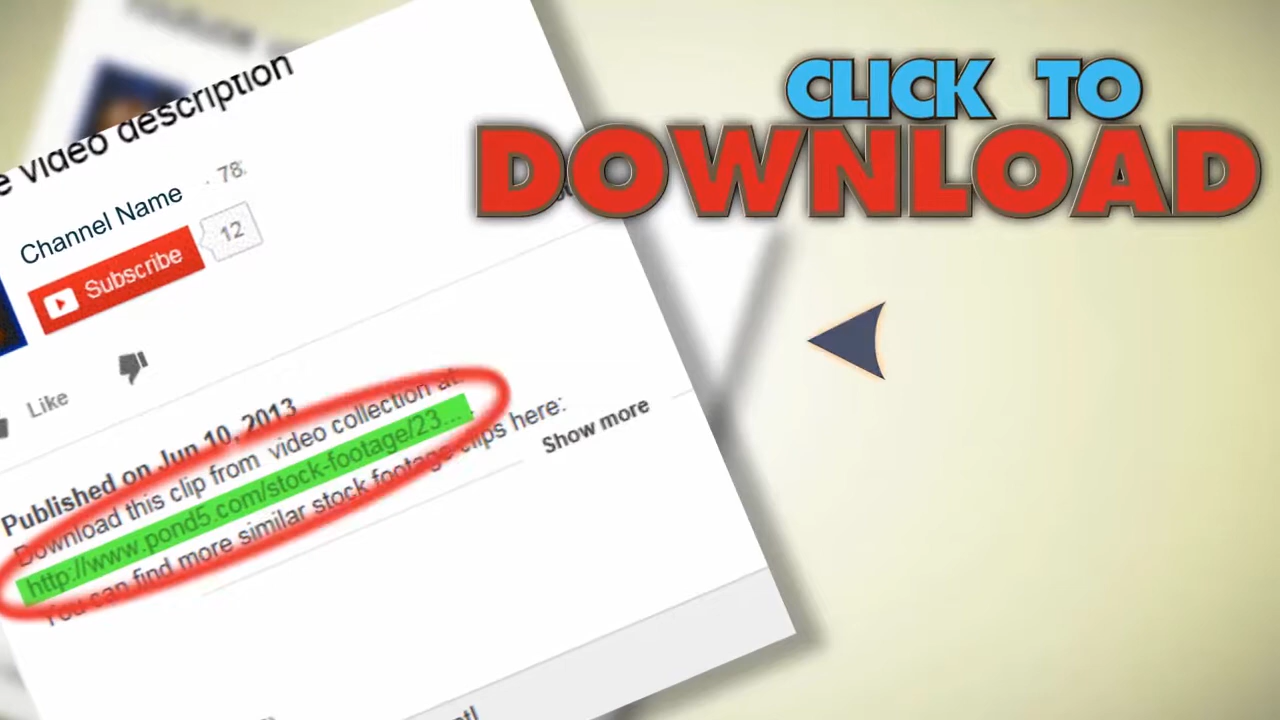 CLICK TO
DOWNLOAD
e video description
Channel Name
78
Subscribe
12
Like
Published on Jun 10, 2013
Download this clip from video collection at
http://www.pond5.com/stock-footage/23...
You can find more similar stock footage clips here:
Show more